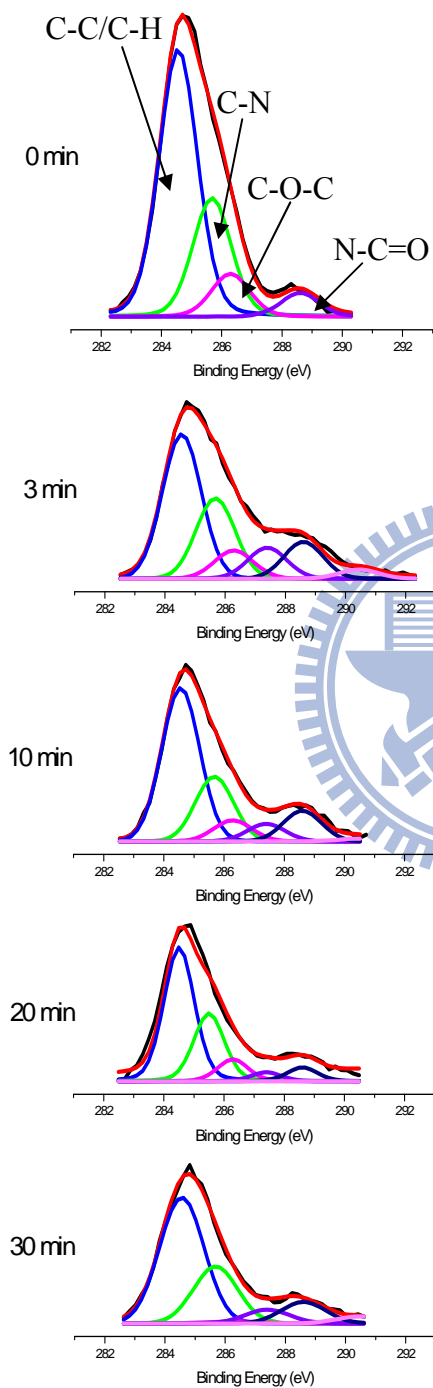 C-C/C-H
C-N
0 min
C-O-C
N-C=O
282 284 286 288 290 292
Binding Energy (eV)
3 min
282 284 286 288 290 292
Binding Energy (eV)
10 min
282 284 286 288 290 292
Binding Energy (eV)
20 min
282 284 286 288 290 292
Binding Energy (eV)
30 min
282 284 286 288 290 292
Binding Energy (eV)